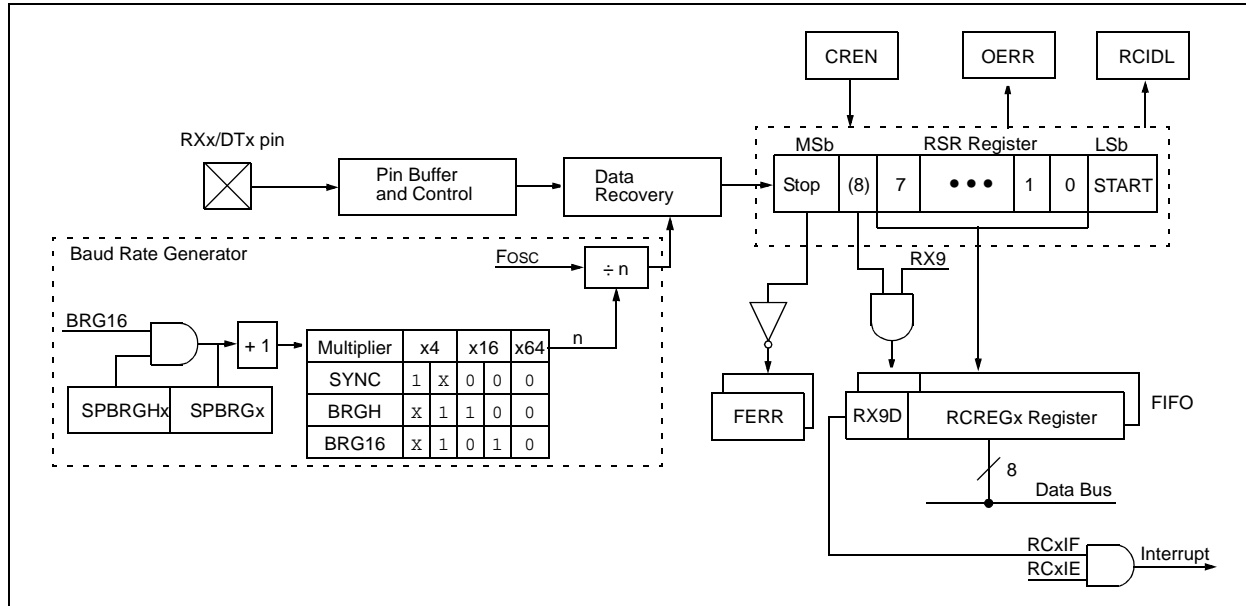 CREN
OERR
RCIDL
RXx/DTx pin
MSb
RSR Register
LSb
Pin Buffer
and Control
Data
Recovery
Stop
(8)
7
• • •
1
0
START
Baud Rate Generator
FOSC
÷ n
RX9
BRG16
+ 1
n
Multiplier x4 x16 x64
SYNC 1 X 0 0 0
BRGH X 1 1 0 0
BRG16 X 1 0 1 0
SPBRGHx
SPBRGx
FERR
RX9D
RCREGx Register
FIFO
8
Data Bus
RCxIF
RCxIE
Interrupt